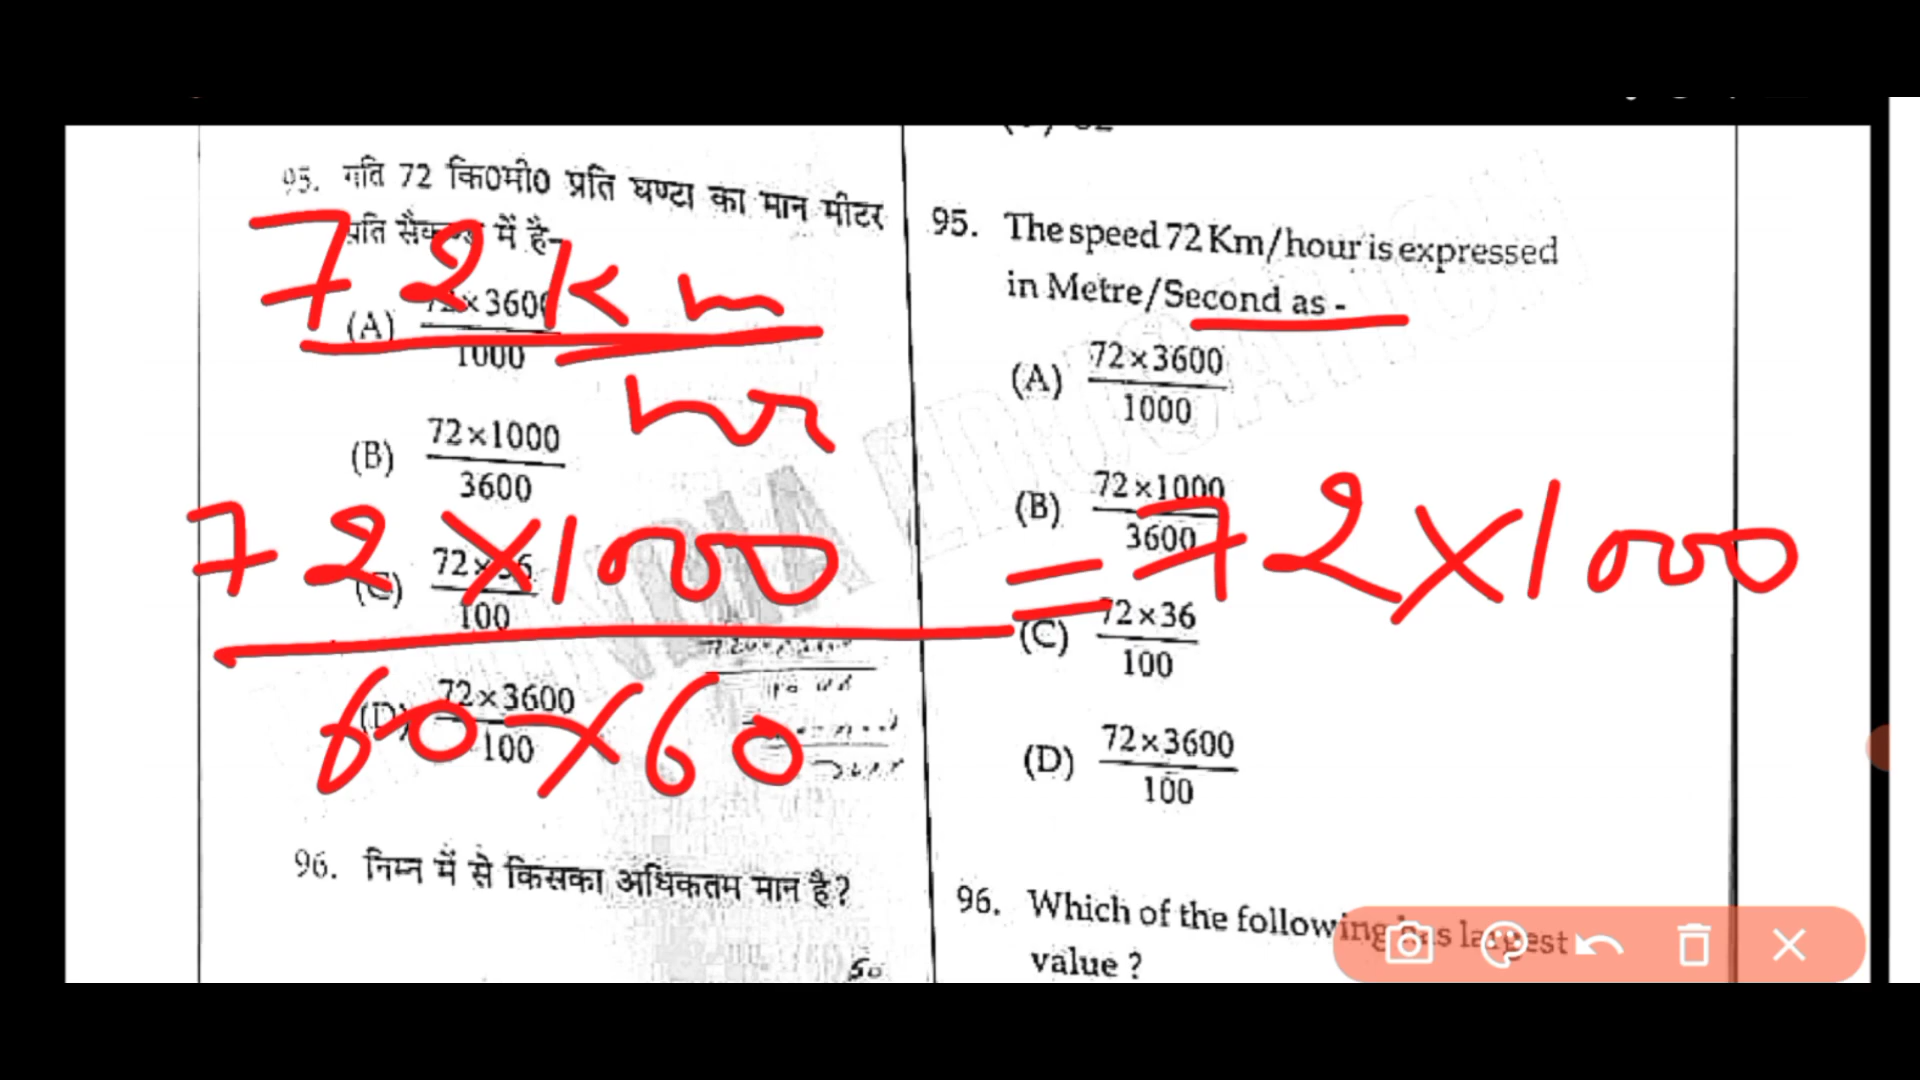 95. गति 72 कि0मी0 प्रति घण्टा का मान मीटर
प्रति सैकण्ड में है-
(A) 72×3600
1000
(B) 72×1000
3600
(C) 72×36
100
(D) 72×3600
100
96. निम्न में से किसका अधिकतम मान है?
50
72 km
hr
72×1000
60×60
= 72×1000
95. The speed 72 Km/hour is expressed
in Metre/Second as -
(A) 72×3600
1000
(B) 72×1000
3600
(C) 72×36
100
(D) 72×3600
100
96. Which of the following has largest
value ?